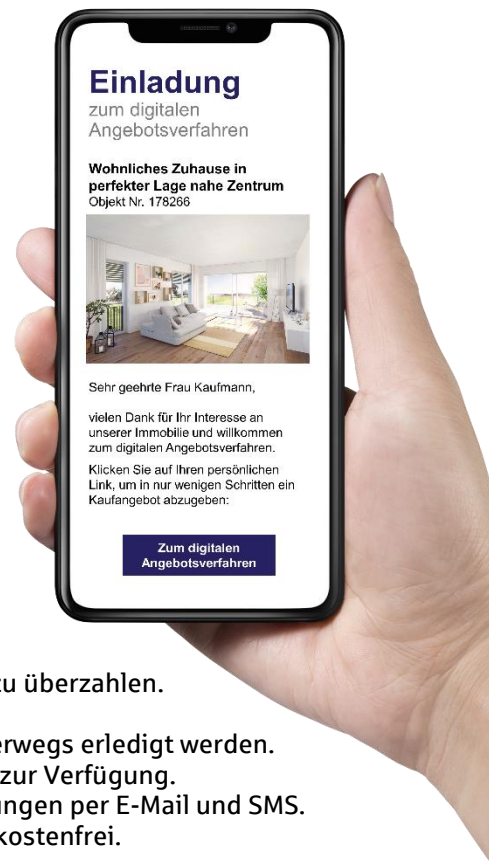 Einladung
zum digitalen
Angebotsverfahren
Wohnliches Zuhause in
perfekter Lage nahe Zentrum
Objekt Nr. 178266
Sehr geehrte Frau Kaufmann,
vielen Dank für Ihr Interesse an
unserer Immobilie und willkommen
zum digitalen Angebotsverfahren.
Klicken Sie auf Ihren persönlichen
Link, um in nur wenigen Schritten ein
Kaufangebot abzugeben:
Zum digitalen
Angebotsverfahren
zu überzahlen.
erwegs erledigt werden.
zur Verfügung.
ungen per E-Mail und SMS.
kostenfrei.